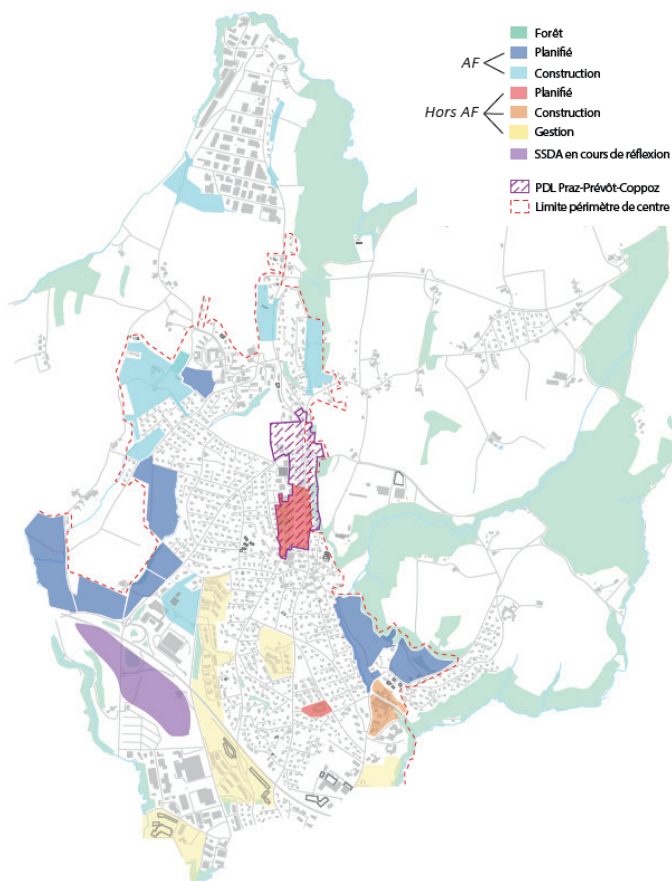 Forêt
AF
Planifié
Construction
Hors AF
Planifié
Construction
Gestion
SSDA en cours de réflexion
PDL Praz-Prévôt-Coppoz
Limite périmètre de centre